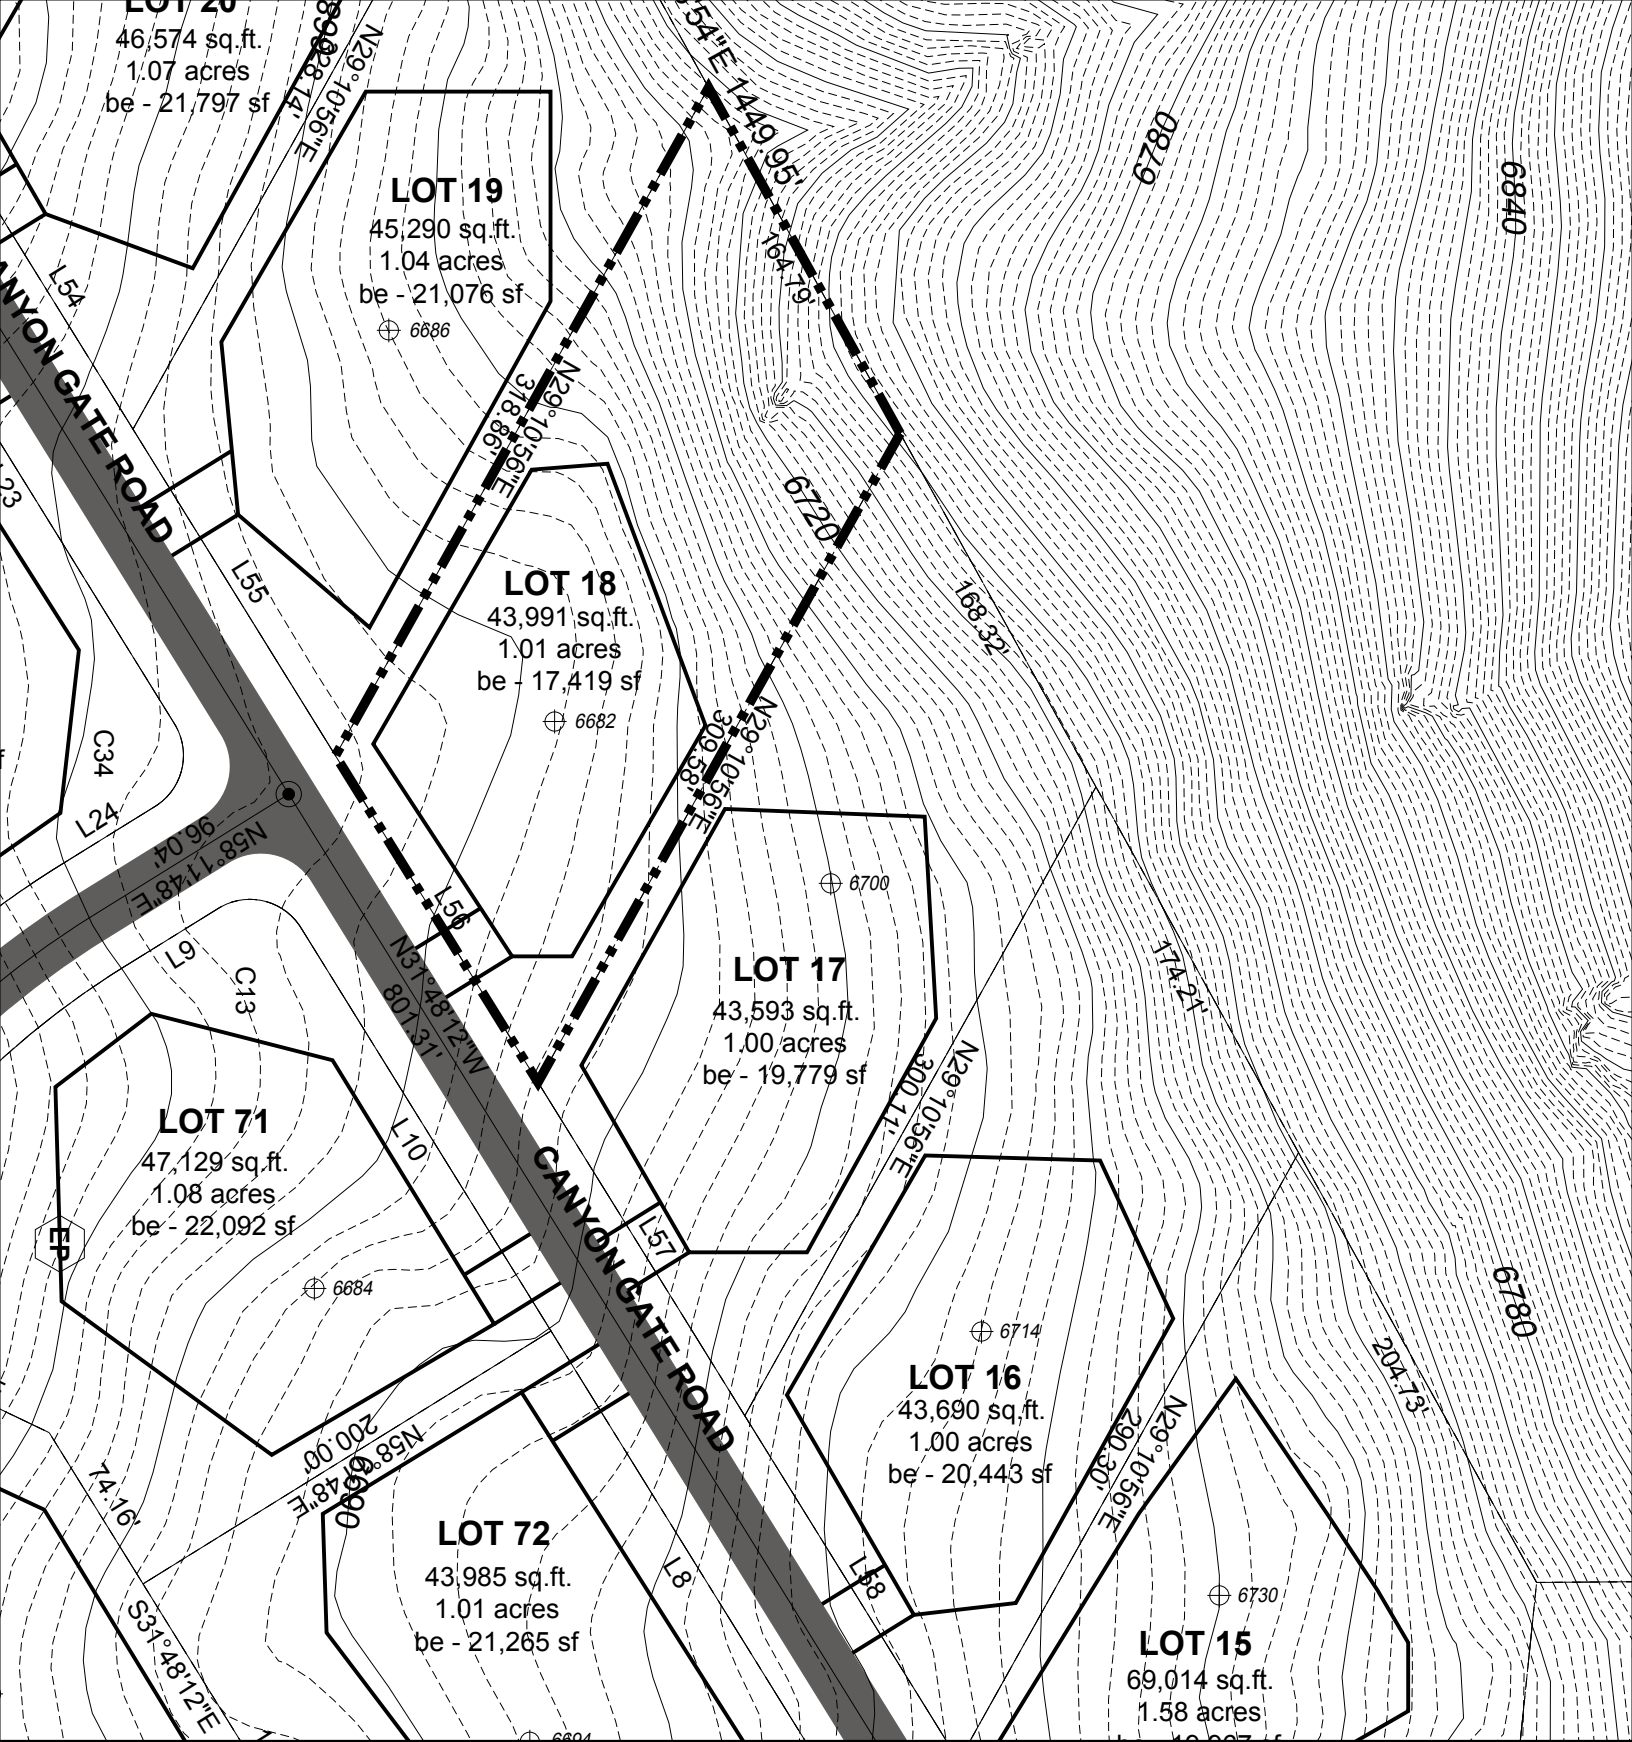 LOT 20
46,574 sq.ft.
1.07 acres
be - 21,797 sf
N29°10'56"E
54"E 1449.95'
LOT 19
45,290 sq.ft.
1.04 acres
be - 21,076 sf
6686
164.79'
6780
6840
L54
CANYON GATE ROAD
L55
N29°10'56"E
318.86'
6720
LOT 18
43,991 sq.ft.
1.01 acres
be - 17,419 sf
6682
168.32'
C34
L24
96.04'
N58°11'48"E
N29°10'56"E
309.58'
L56
L9
C13
N31°48'12"W
801.31'
6700
LOT 17
43,593 sq.ft.
1.00 acres
be - 19,779 sf
174.21'
N29°10'56"E
300.11'
LOT 71
47,129 sq.ft.
1.08 acres
be - 22,092 sf
L10
EP
6684
CANYON GATE ROAD
L57
6714
LOT 16
43,690 sq.ft.
1.00 acres
be - 20,443 sf
6780
204.73'
N29°10'56"E
290.30'
200.00'
N58°11'48"E
6690
74.16'
LOT 72
43,985 sq.ft.
1.01 acres
be - 21,265 sf
L8
L58
6730
LOT 15
69,014 sq.ft.
1.58 acres
S31°48'12"E
6694